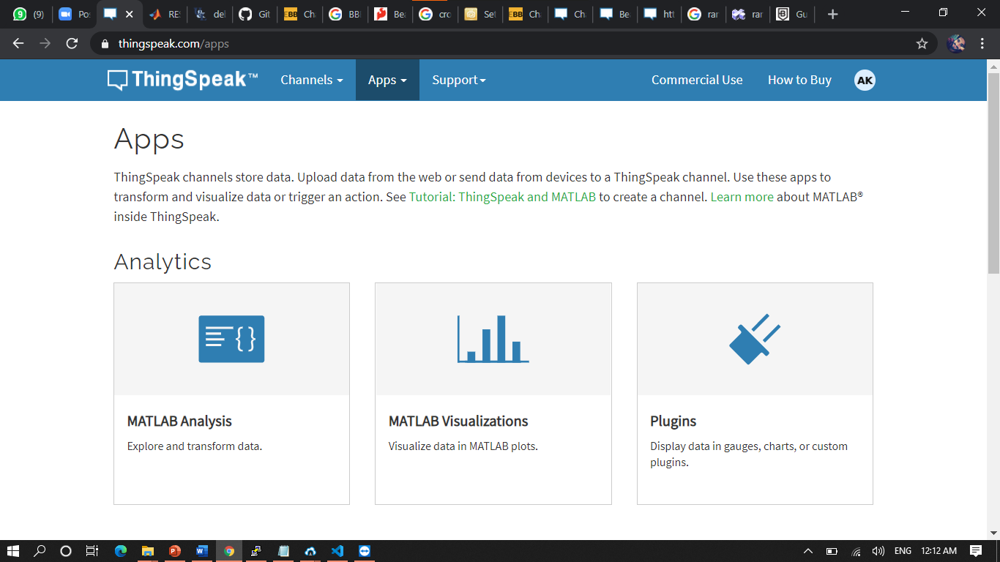 (9)
Po
RE
de
Git
EBB
Ch
BB
Be
cro
Set
EBB
Ch
Ch
Be
htt
rar
rar
Gu
thingspeak.com/apps
ThingSpeak™
Channels
Apps
Support
Commercial Use
How to Buy
AK
Apps
ThingSpeak channels store data. Upload data from the web or send data from devices to a ThingSpeak channel. Use these apps to
transform and visualize data or trigger an action. See Tutorial: ThingSpeak and MATLAB to create a channel. Learn more about MATLAB®
inside ThingSpeak.
Analytics
{}
MATLAB Analysis
Explore and transform data.
MATLAB Visualizations
Visualize data in MATLAB plots.
Plugins
Display data in gauges, charts, or custom
plugins.
ENG
12:12 AM